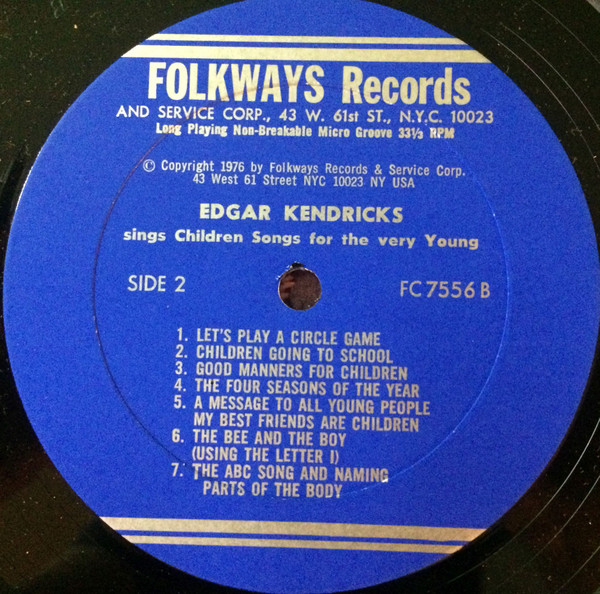 FOLKWAYS Records
AND SERVICE CORP., 43 W. 61st ST., N.Y.C. 10023
Long Playing Non-Breakable Micro Groove 33⅓ RPM
© Copyright 1976 by Folkways Records & Service Corp.
43 West 61 Street NYC 10023 NY USA
EDGAR KENDRICKS
sings Children Songs for the very Young
SIDE 2
FC 7556 B
1. LET'S PLAY A CIRCLE GAME
2. CHILDREN GOING TO SCHOOL
3. GOOD MANNERS FOR CHILDREN
4. THE FOUR SEASONS OF THE YEAR
5. A MESSAGE TO ALL YOUNG PEOPLE
MY BEST FRIENDS ARE CHILDREN
6. THE BEE AND THE BOY
(USING THE LETTER I)
7. THE ABC SONG AND NAMING
PARTS OF THE BODY